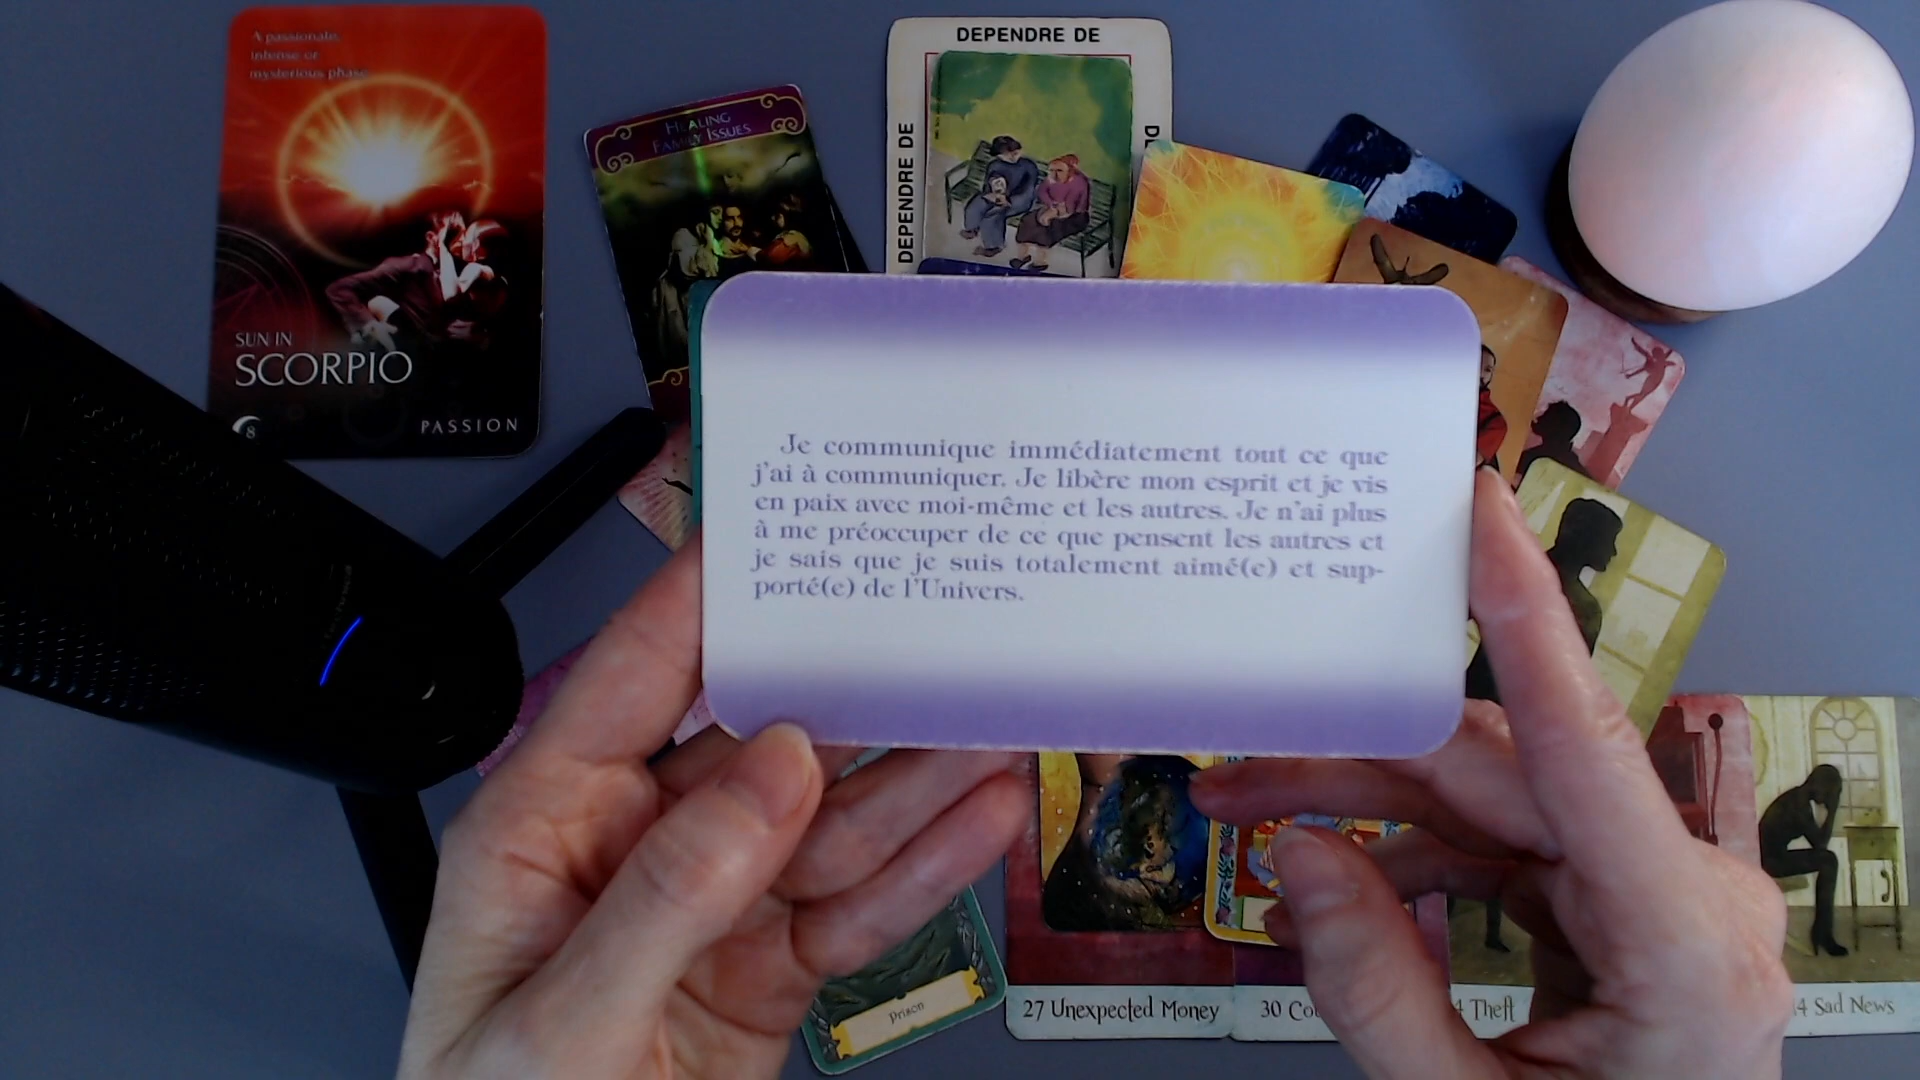 A passionate,
intense or
mysterious phase
SUN IN
SCORPIO
8
PASSION
HEALING
FAMILY ISSUES
DEPENDRE DE
DEPENDRE DE
Je communique immédiatement tout ce que
j'ai à communiquer. Je libère mon esprit et je vis
en paix avec moi-même et les autres. Je n'ai plus
à me préoccuper de ce que pensent les autres et
je sais que je suis totalement aimé(e) et sup-
porté(e) de l'Univers.
Prison
27 Unexpected Money
30
Theft
14 Sad News